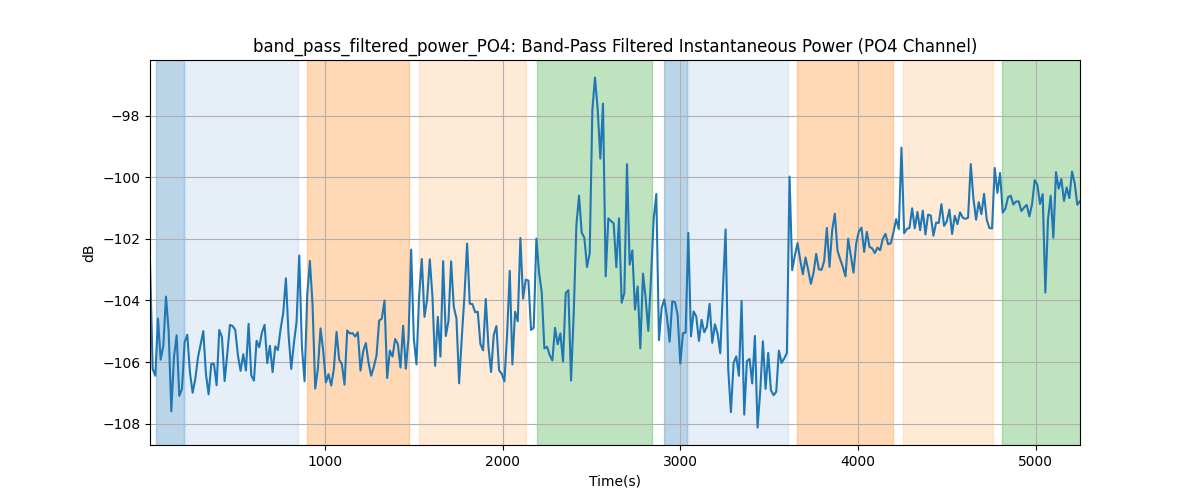 band_pass_filtered_power_PO4: Band-Pass Filtered Instantaneous Power (PO4 Channel)
dB
−98
−100
−102
−104
−106
−108
1000 2000 3000 4000 5000
Time(s)